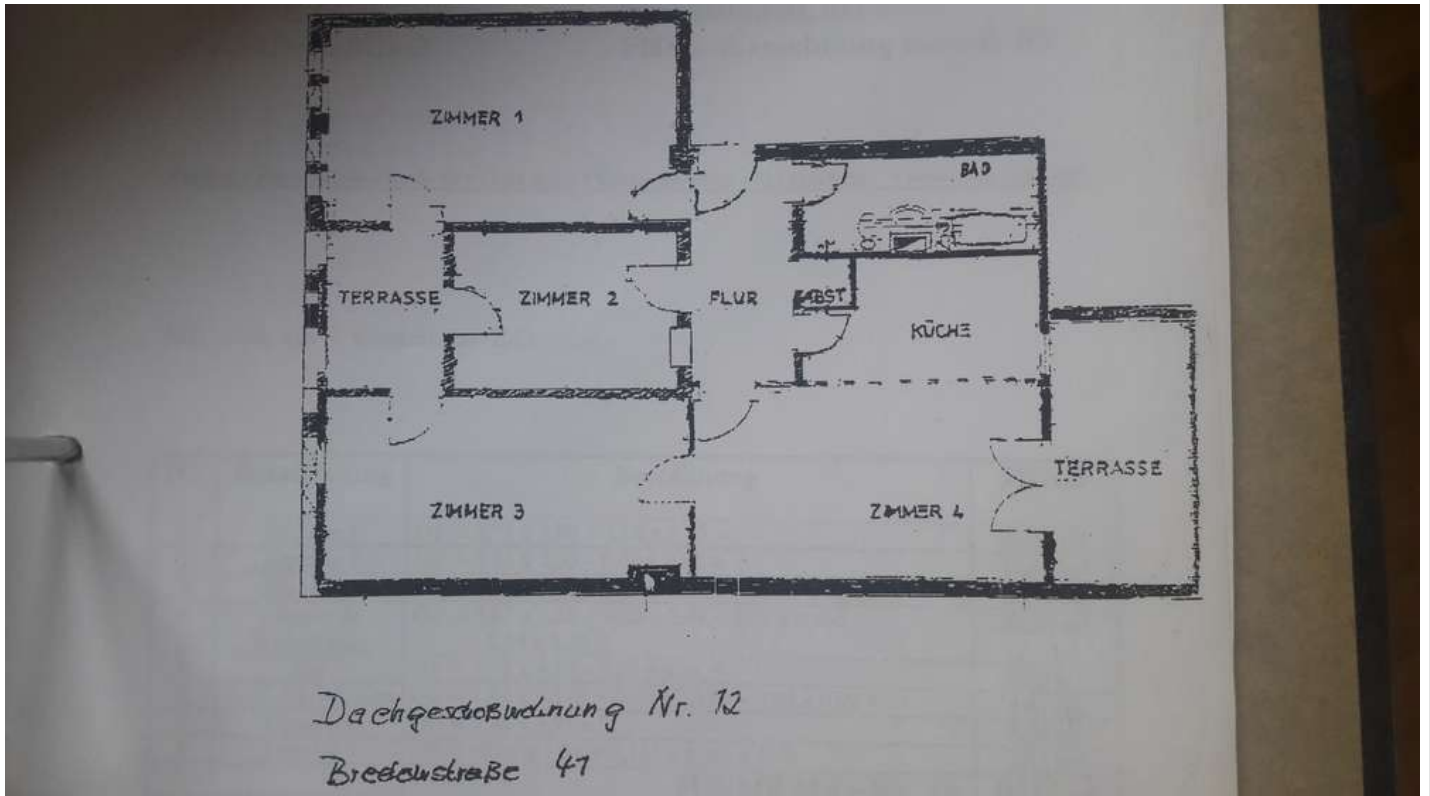 ZIMMER 1
BAD
TERRASSE
ZIMMER 2
FLUR
ABST
KÜCHE
TERRASSE
ZIMMER 3
ZIMMER 4
Dachgeschoßwohnung Nr. 12
Bredenstraße 41